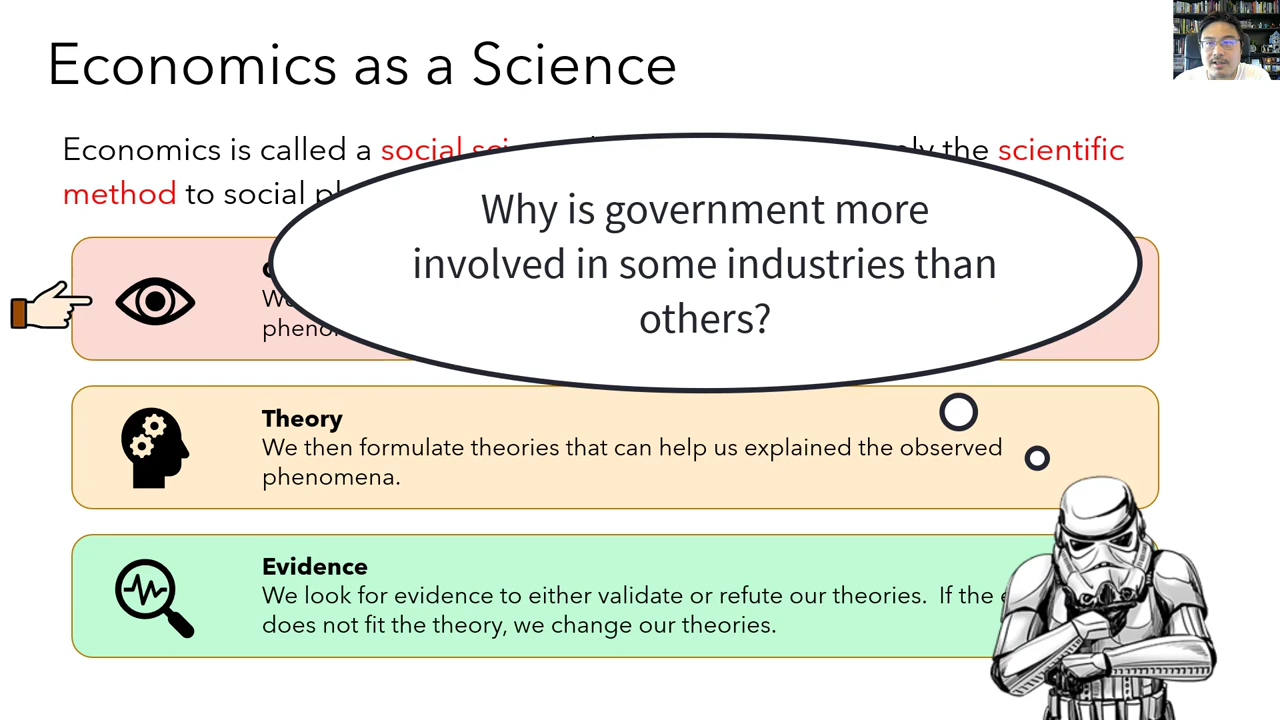 Economics as a Science
Economics is called a social the scientific
method to social
Why is government more
involved in some industries than
others?
Theory
We then formulate theories that can help us explained the observed
phenomena.
Evidence
We look for evidence to either validate or refute our theories. If the
does not fit the theory, we change our theories.